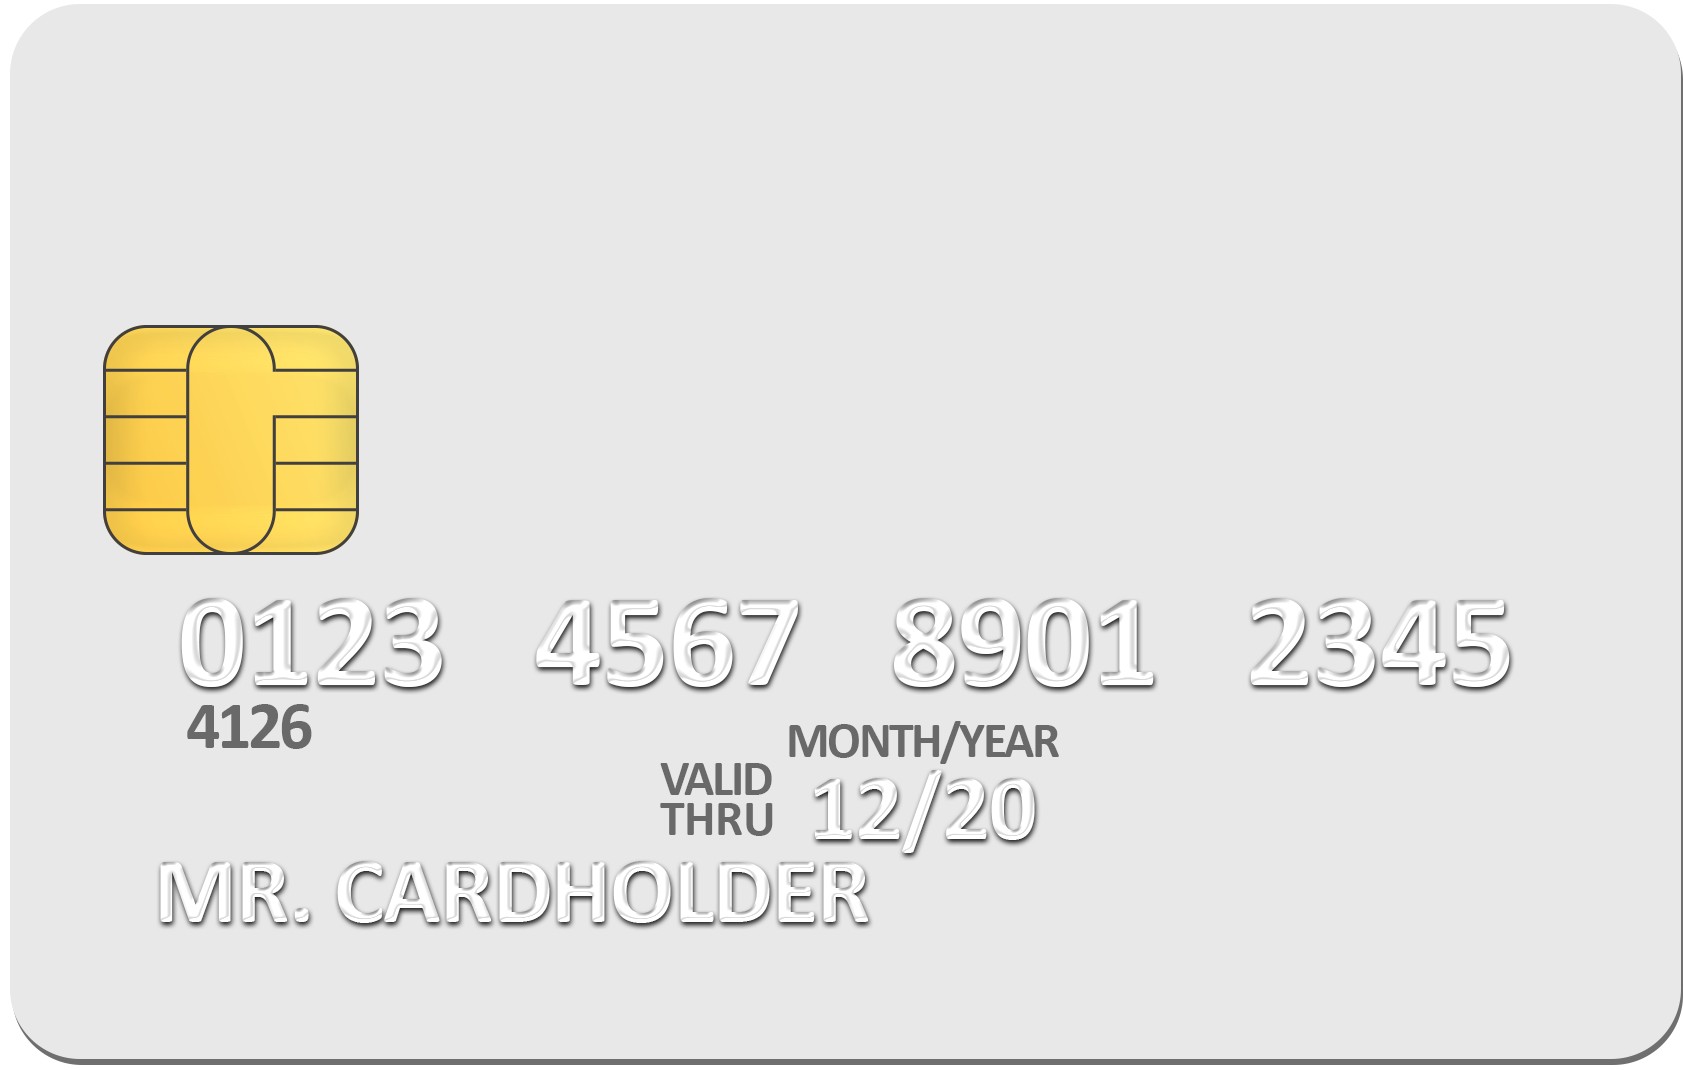 0123 4567 8901 2345
4126
MONTH/YEAR
VALID
THRU
12/20
MR. CARDHOLDER